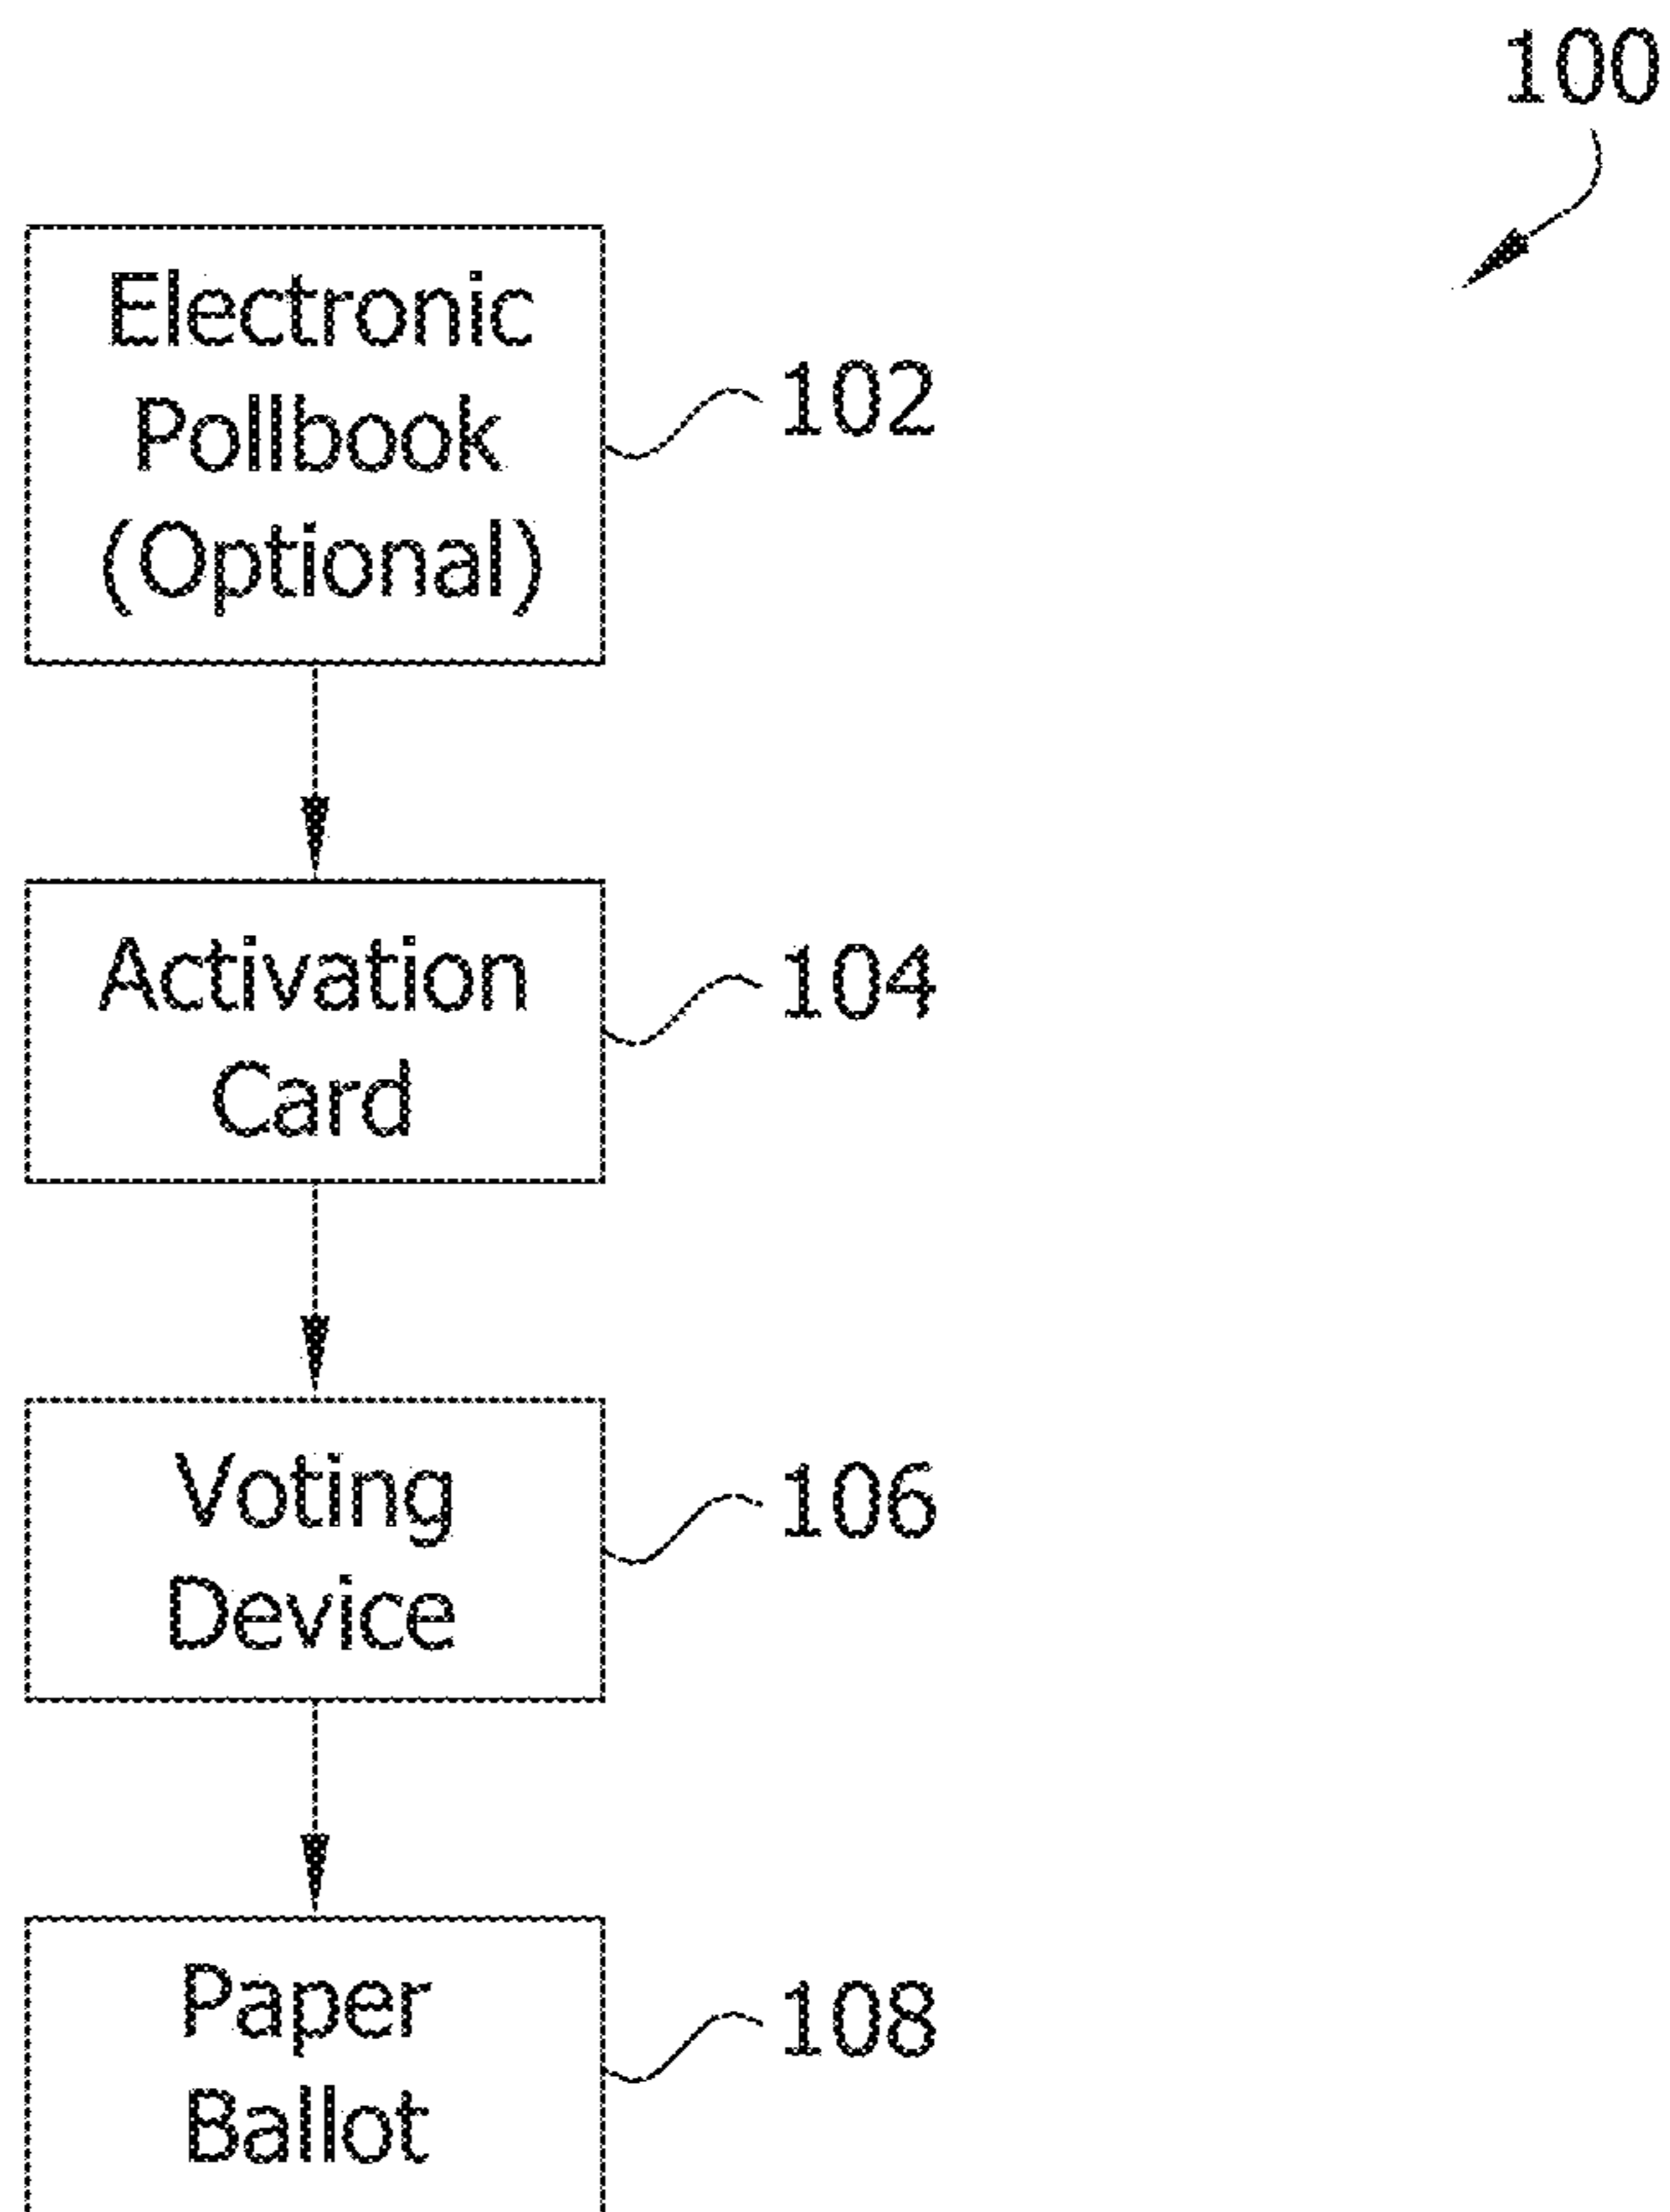 100
Electronic
Pollbook
(Optional)
102
Activation
Card
104
Voting
Device
106
Paper
Ballot
108